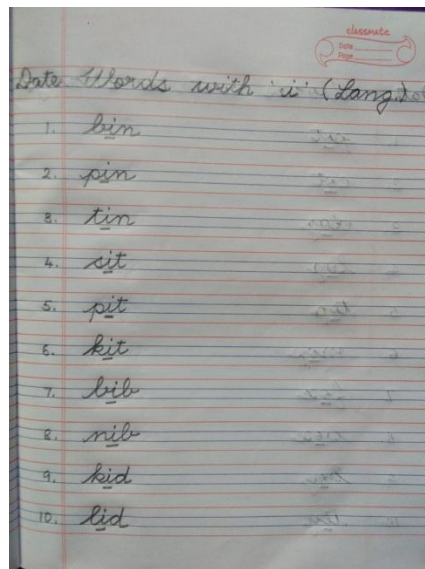 classmate
Date
Page
Date Words with 'i' (Lang.)
1. bin
2. pin
3. tin
4. sit
5. pit
6. kit
7. bib
8. nib
9. kid
10. lid